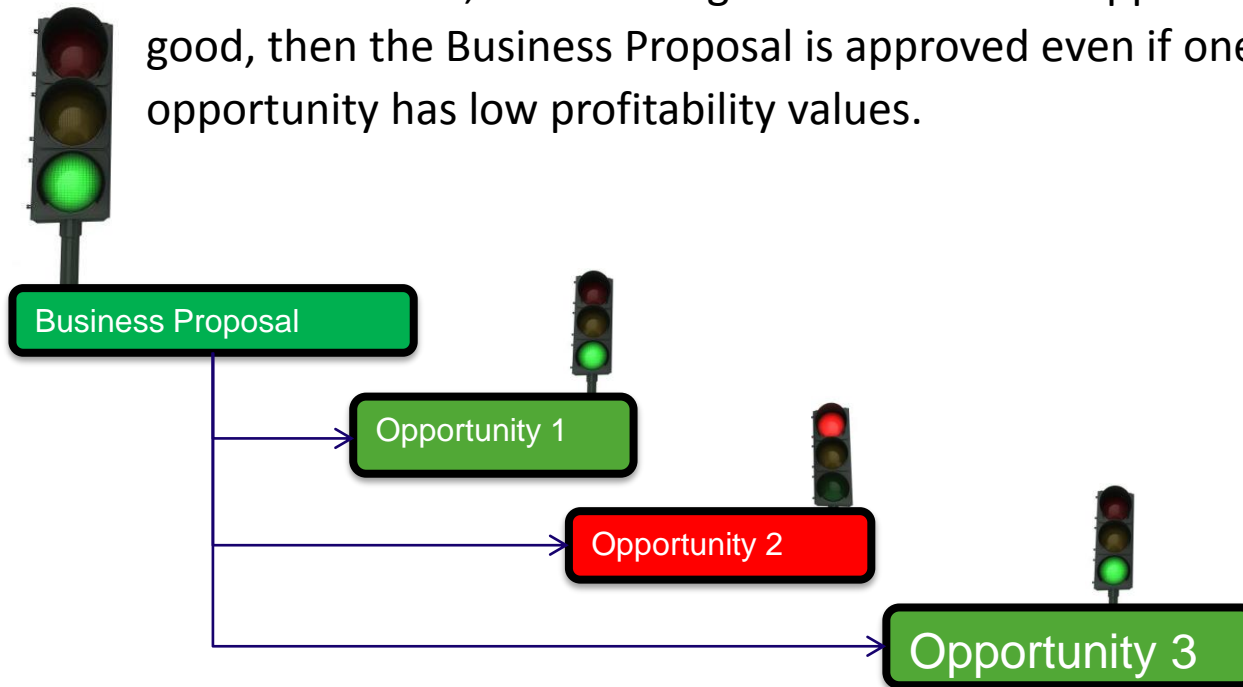 good, then the Business Proposal is approved even if one
opportunity has low profitability values.
Business Proposal
Opportunity 1
Opportunity 2
Opportunity 3